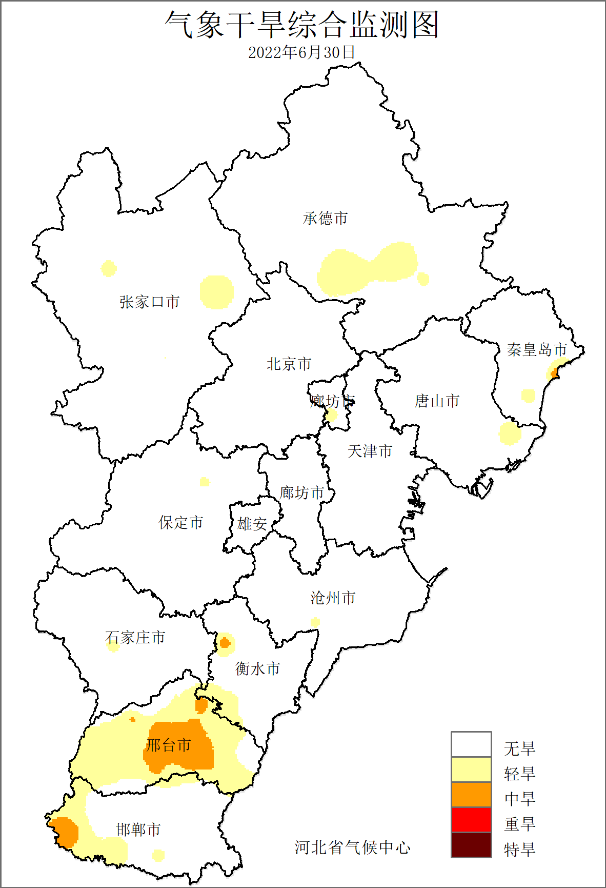 气象干旱综合监测图
2022年6月30日
承德市
张家口市
秦皇岛市
北京市
廊坊市
唐山市
天津市
廊坊市
保定市
雄安
沧州市
石家庄市
衡水市
邢台市
无旱
轻旱
中旱
重旱
特旱
邯郸市
河北省气候中心